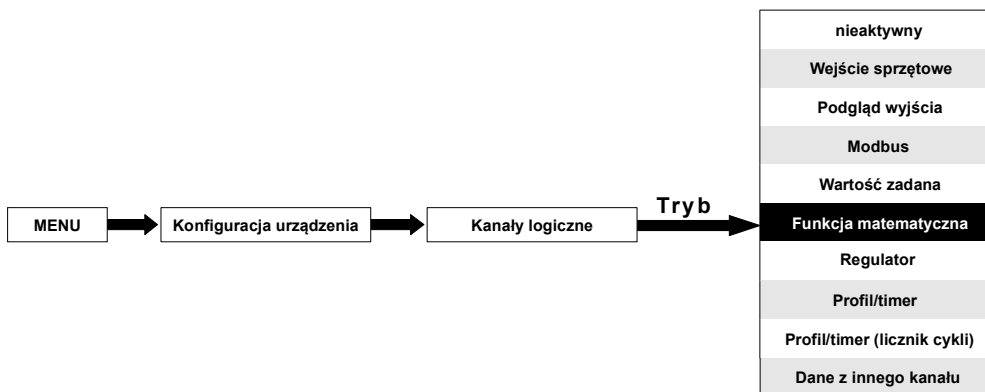 MENU
Konfiguracja urządzenia
Kanały logiczne
Tryb
nieaktywny
Wejście sprzętowe
Podgląd wyjścia
Modbus
Wartość zadana
Funkcja matematyczna
Regulator
Profil/timer
Profil/timer (licznik cykli)
Dane z innego kanału